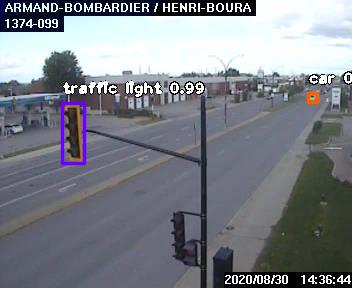 ARMAND-BOMBARDIER / HENRI-BOURA
1374-099
traffic light 0.99
car 0
2020/08/30 14:36:44